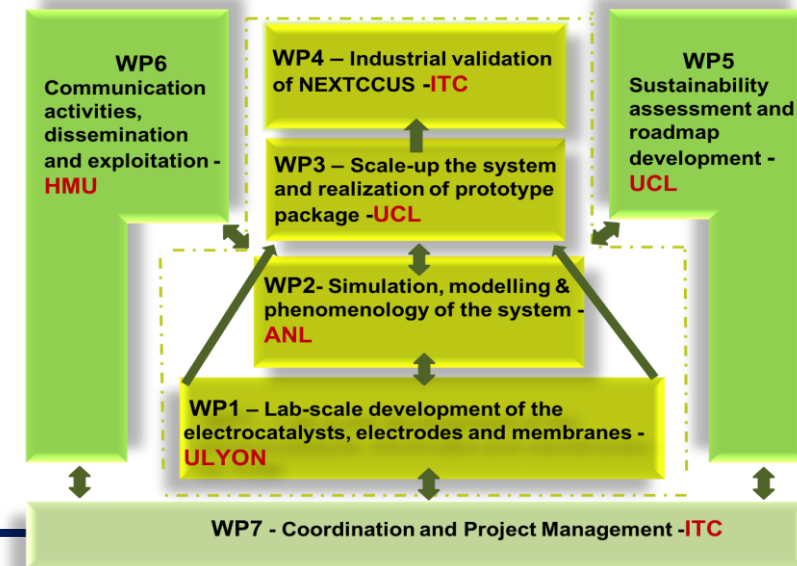 WP6
Communication
activities,
dissemination
and exploitation -
HMU
WP4 – Industrial validation
of NEXTCCUS -ITC
WP5
Sustainability
assessment and
roadmap
development -
UCL
WP3 – Scale-up the system
and realization of prototype
package -UCL
WP2- Simulation, modelling &
phenomenology of the system -
ANL
WP1 – Lab-scale development of the
electrocatalysts, electrodes and membranes -
ULYON
WP7 - Coordination and Project Management -ITC